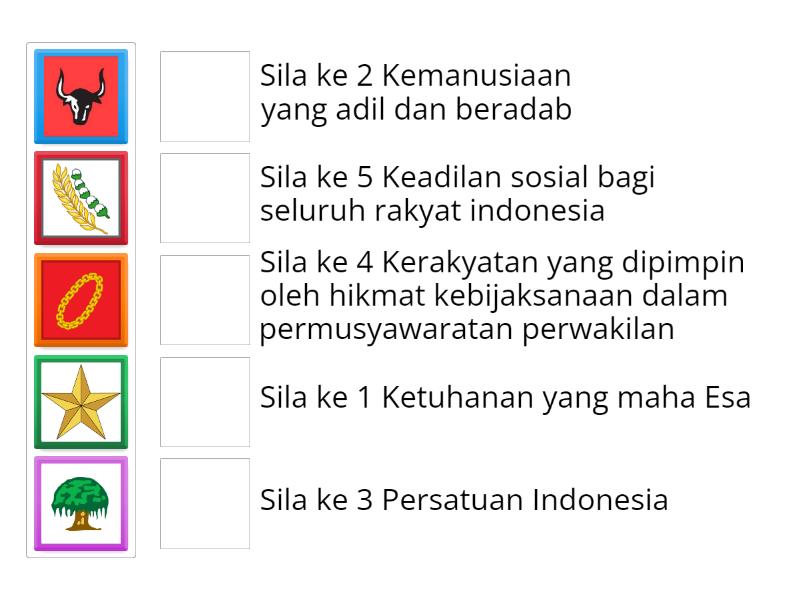 Sila ke 2 Kemanusiaan
yang adil dan beradab
Sila ke 5 Keadilan sosial bagi
seluruh rakyat indonesia
Sila ke 4 Kerakyatan yang dipimpin
oleh hikmat kebijaksanaan dalam
permusyawaratan perwakilan
Sila ke 1 Ketuhanan yang maha Esa
Sila ke 3 Persatuan Indonesia